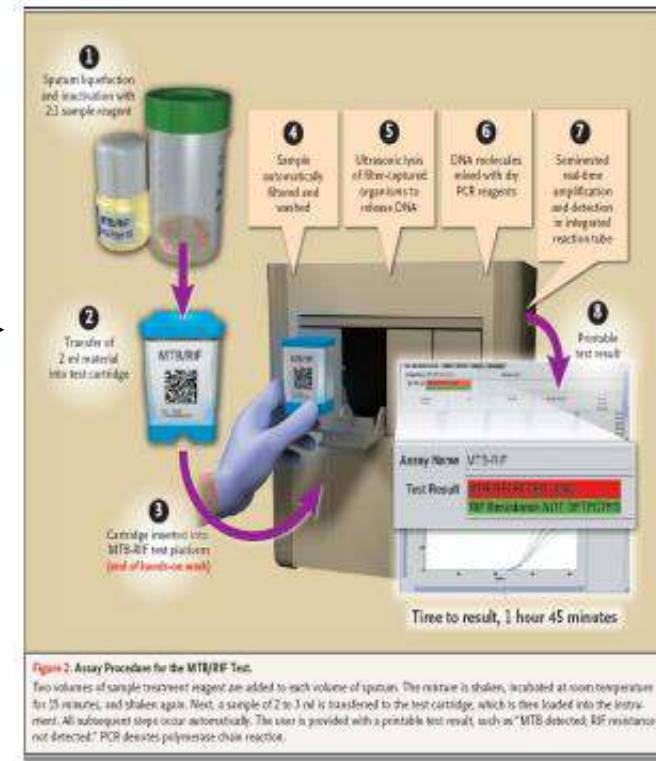 1
Sputum liquefaction
and inactivation with
2:1 sample reagent
MTB/RIF
2
Transfer of
2 ml material
into test cartridge
MTB/RIF
3
Cartridge inserted into
MTB-RIF test platform
(end of hands-on work)
4
Sample
automatically
filtered and
washed
5
Ultrasonic lysis
of filter-captured
organisms to
release DNA
6
DNA molecules
mixed with dry
PCR reagents
7
Seminested
real-time
amplification
and detection
in integrated
reaction tube
8
Printable
test result
Assay Name MTB-RIF
Test Result
RIF Resistance NOT DETECTED
Time to result, 1 hour 45 minutes
Figure 2. Assay Procedure for the MTB/RIF Test.
Two volumes of sample treatment reagent are added to each volume of sputum. The mixture is shaken, incubated at room temperature
for 15 minutes, and shaken again. Next, a sample of 2 to 3 ml is transferred to the test cartridge, which is then loaded into the instru-
ment. All subsequent steps occur automatically. The user is provided with a printable test result, such as "MTB detected; RIF resistance
not detected." PCR denotes polymerase chain reaction.